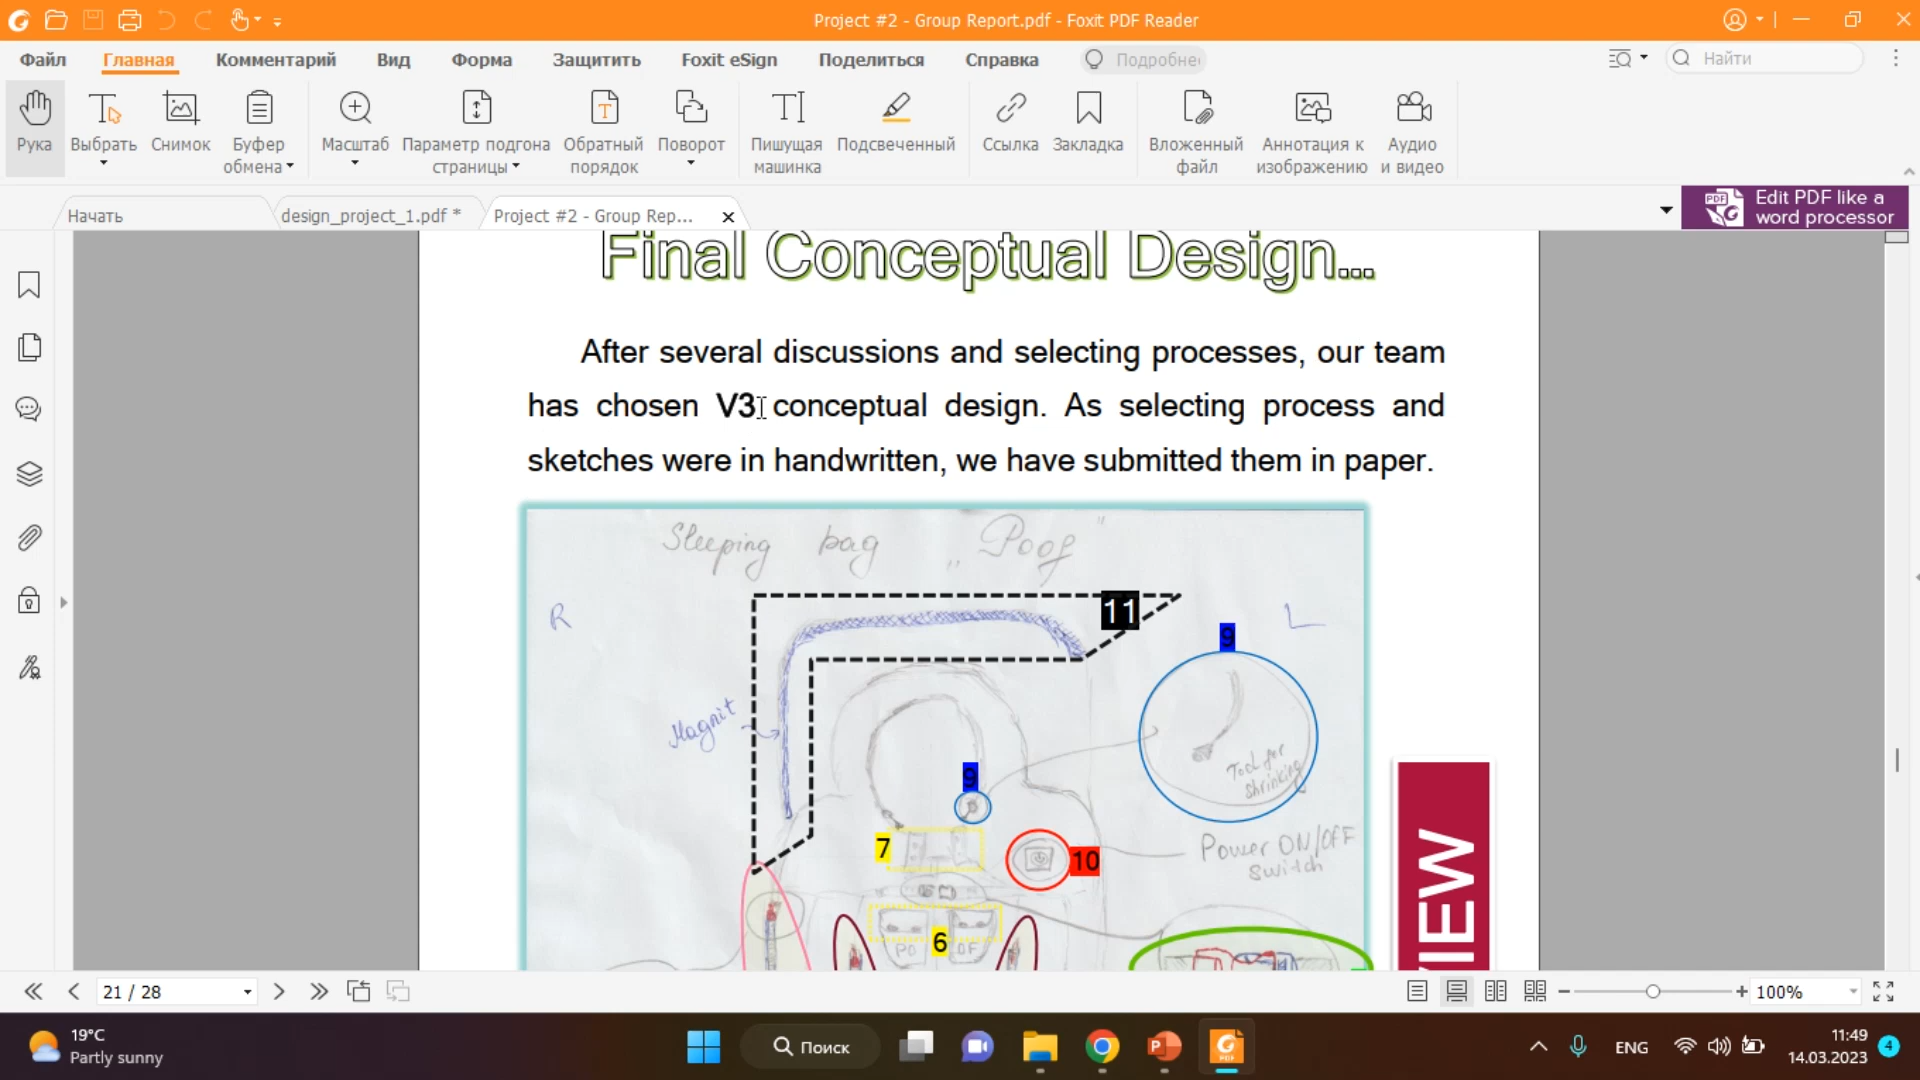 Project #2 - Group Report.pdf - Foxit PDF Reader
Файл Главная Комментарий Вид Форма Защитить Foxit eSign Поделиться Справка Подробнее Найти
Рука Выбрать Снимок Буфер обмена Масштаб Параметр подгона страницы Обратный порядок Поворот Пишущая машинка Подсвеченный Ссылка Закладка Вложенный файл Аннотация к изображению Аудио и видео
Начать design_project_1.pdf * Project #2 - Group Rep... Edit PDF like a
word processor
Final Conceptual Design...
After several discussions and selecting processes, our team
has chosen V3 conceptual design. As selecting process and
sketches were in handwritten, we have submitted them in paper.
Sleeping bag „Poof"
11
R L
9
Magnit
Tool for
shrinking
9
7
10
Power ON/OFF
Switch
6
PO OF
VIEW
21 / 28 100%
19°C
Partly sunny
Поиск
ENG
11:49
14.03.2023
4